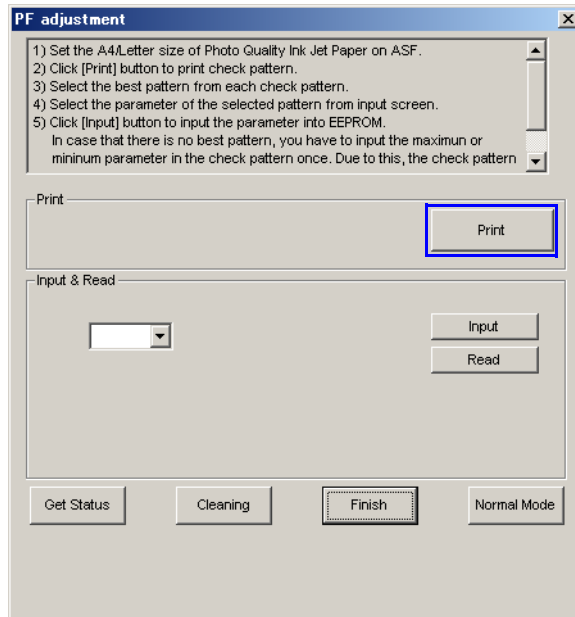 PF adjustment
1) Set the A4/Letter size of Photo Quality Ink Jet Paper on ASF.
2) Click [Print] button to print check pattern.
3) Select the best pattern from each check pattern.
4) Select the parameter of the selected pattern from input screen.
5) Click [Input] button to input the parameter into EEPROM.
In case that there is no best pattern, you have to input the maximun or
mininum parameter in the check pattern once. Due to this, the check pattern
Print
Print
Input & Read
Input
Read
Get Status
Cleaning
Finish
Normal Mode